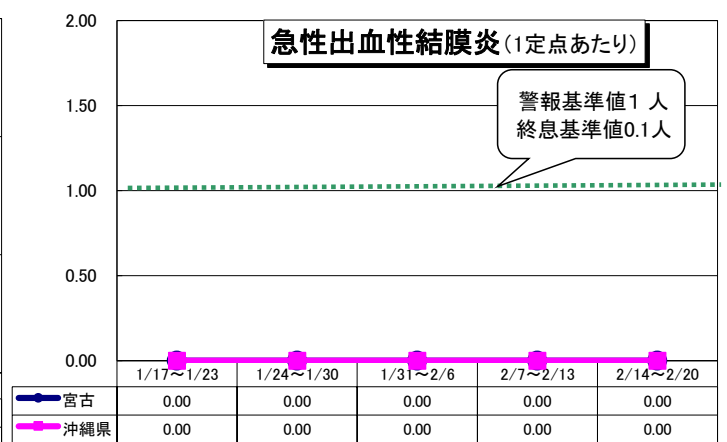 急性出血性結膜炎(1定点あたり)
警報基準値１ 人
終息基準値0.1人
2.00
1.50
1.00
0.50
0.00
1/17～1/23 1/24～1/30 1/31～2/6 2/7～2/13 2/14～2/20
宮古 0.00 0.00 0.00 0.00 0.00
沖縄県 0.00 0.00 0.00 0.00 0.00